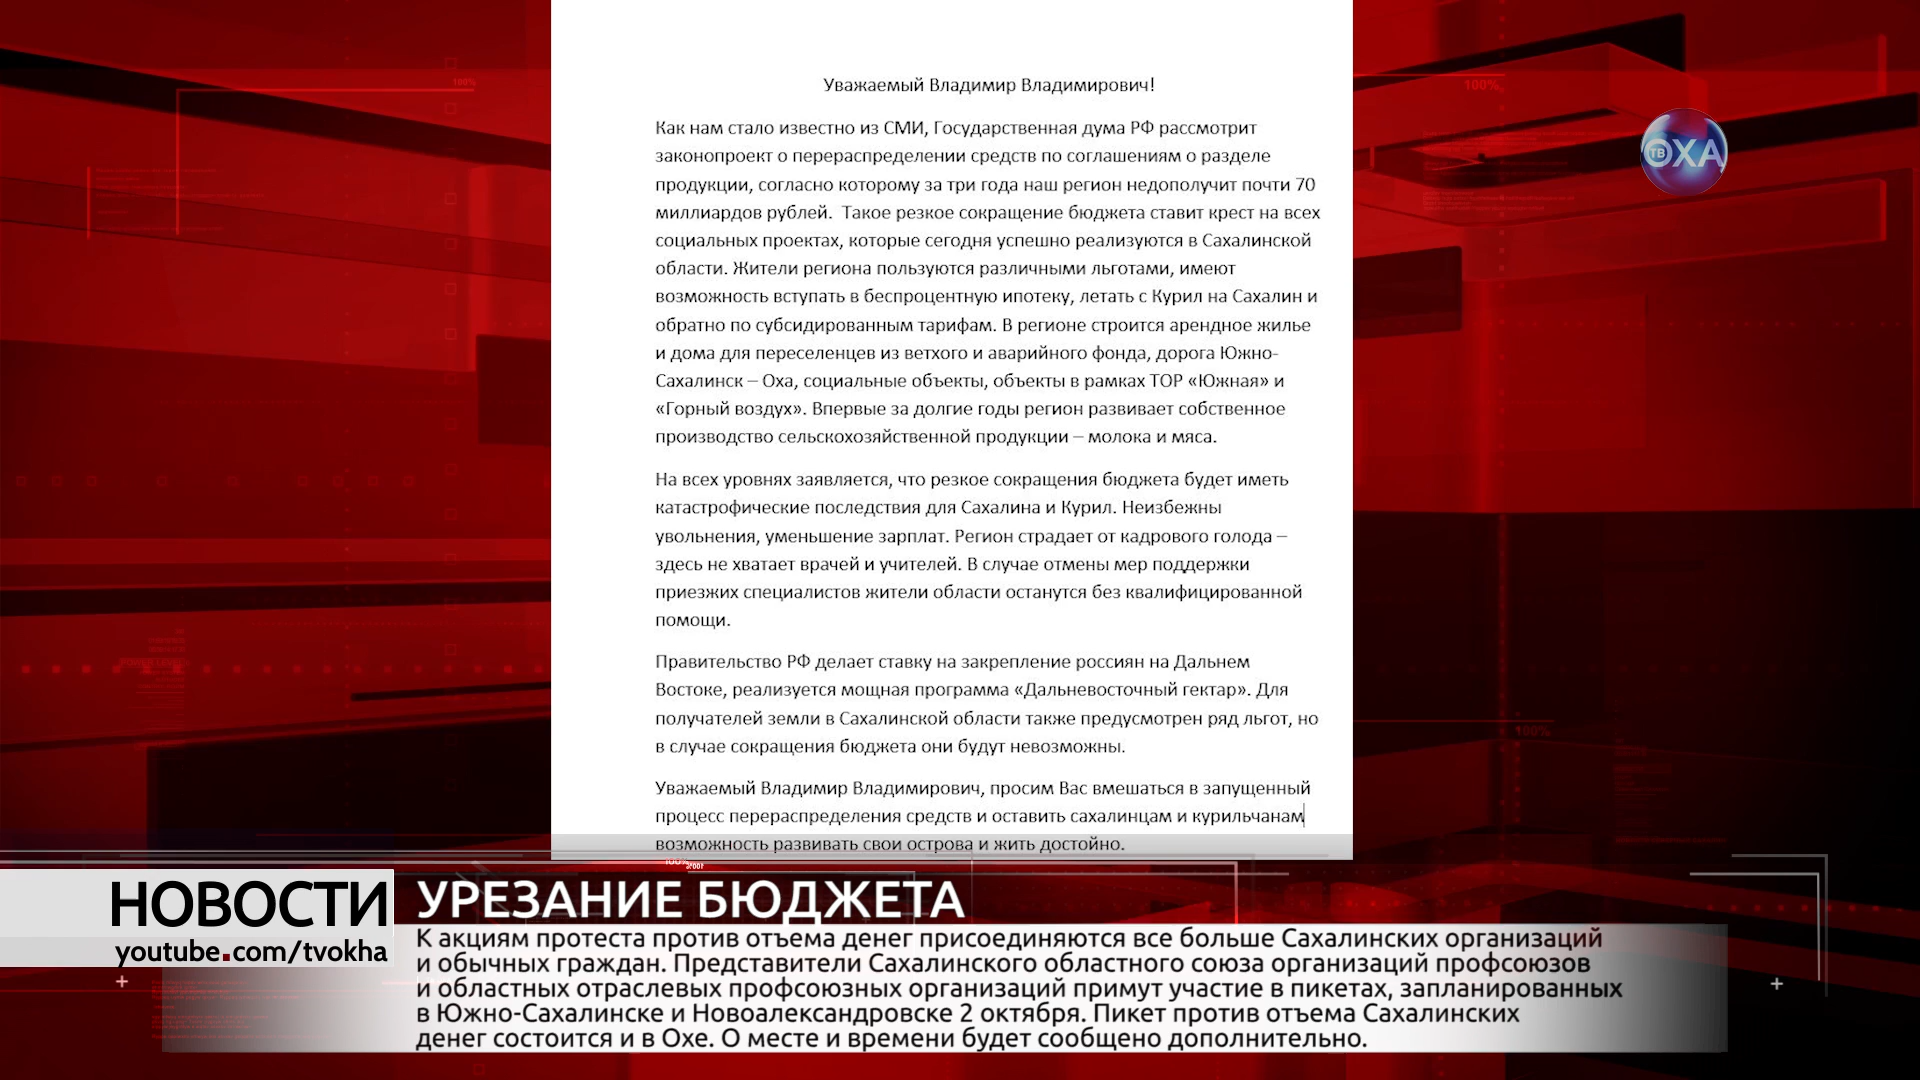 Уважаемый Владимир Владимирович!
Как нам стало известно из СМИ, Государственная дума РФ рассмотрит
законопроект о перераспределении средств по соглашениям о разделе
продукции, согласно которому за три года наш регион недополучит почти 70
миллиардов рублей.  Такое резкое сокращение бюджета ставит крест на всех
социальных проектах, которые сегодня успешно реализуются в Сахалинской
области. Жители региона пользуются различными льготами, имеют
возможность вступать в беспроцентную ипотеку, летать с Курил на Сахалин и
обратно по субсидированным тарифам. В регионе строится арендное жилье
и дома для переселенцев из ветхого и аварийного фонда, дорога Южно-
Сахалинск – Оха, социальные объекты, объекты в рамках ТОР «Южная» и
«Горный воздух». Впервые за долгие годы регион развивает собственное
производство сельскохозяйственной продукции – молока и мяса.
На всех уровнях заявляется, что резкое сокращения бюджета будет иметь
катастрофические последствия для Сахалина и Курил. Неизбежны
увольнения, уменьшение зарплат. Регион страдает от кадрового голода –
здесь не хватает врачей и учителей. В случае отмены мер поддержки
приезжих специалистов жители области останутся без квалифицированной
помощи.
Правительство РФ делает ставку на закрепление россиян на Дальнем
Востоке, реализуется мощная программа «Дальневосточный гектар». Для
получателей земли в Сахалинской области также предусмотрен ряд льгот, но
в случае сокращения бюджета они будут невозможны.
Уважаемый Владимир Владимирович, просим Вас вмешаться в запущенный
процесс перераспределения средств и оставить сахалинцам и курильчанам
возможность развивать свои острова и жить достойно.
100%
100%
ТВ ОХА
100%
100%
НОВОСТИ
youtube.com/tvokha
УРЕЗАНИЕ БЮДЖЕТА
К акциям протеста против отъема денег присоединяются все больше Сахалинских организаций
и обычных граждан. Представители Сахалинского областного союза организаций профсоюзов
и областных отраслевых профсоюзных организаций примут участие в пикетах, запланированных
в Южно-Сахалинске и Новоалександровске 2 октября. Пикет против отъема Сахалинских
денег состоится и в Охе. О месте и времени будет сообщено дополнительно.